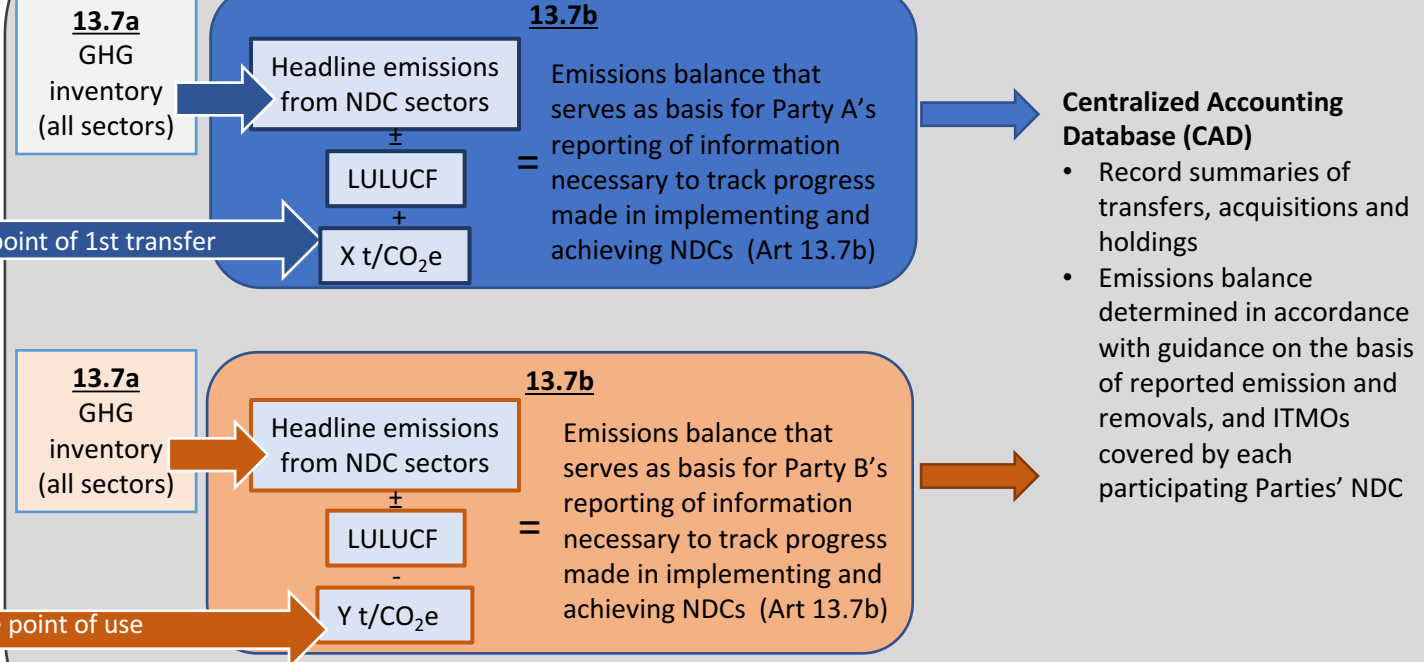 13.7a
GHG
inventory
(all sectors)
13.7b
Headline emissions
from NDC sectors
±
LULUCF
+
X t/CO₂e
point of 1st transfer
=
Emissions balance that
serves as basis for Party A’s
reporting of information
necessary to track progress
made in implementing and
achieving NDCs (Art 13.7b)
13.7a
GHG
inventory
(all sectors)
13.7b
Headline emissions
from NDC sectors
±
LULUCF
-
Y t/CO₂e
point of use
=
Emissions balance that
serves as basis for Party B’s
reporting of information
necessary to track progress
made in implementing and
achieving NDCs (Art 13.7b)
Centralized Accounting
Database (CAD)
• Record summaries of
transfers, acquisitions and
holdings
• Emissions balance
determined in accordance
with guidance on the basis
of reported emission and
removals, and ITMOs
covered by each
participating Parties’ NDC